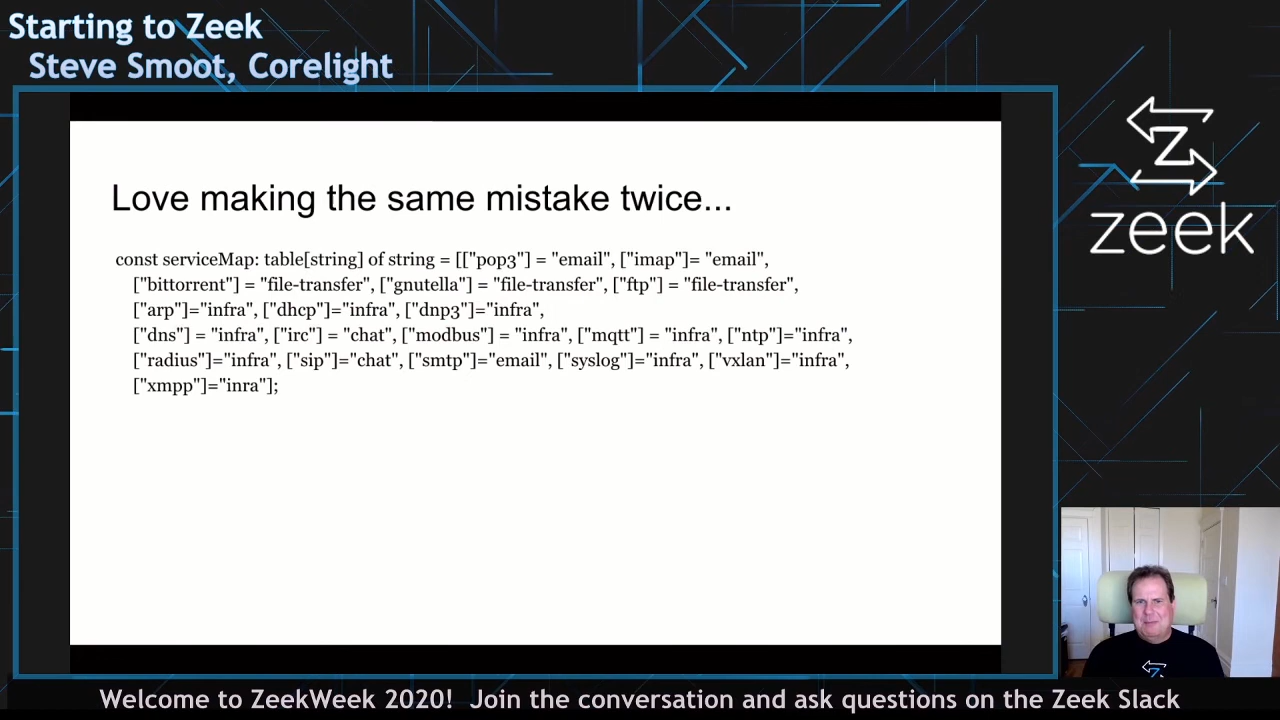 Starting to Zeek
Steve Smoot, Corelight
zeek
Love making the same mistake twice...
const serviceMap: table[string] of string = [["pop3"] = "email", ["imap"]= "email",
["bittorrent"] = "file-transfer", ["gnutella"] = "file-transfer", ["ftp"] = "file-transfer",
["arp"]="infra", ["dhcp"]="infra", ["dnp3"]="infra",
["dns"] = "infra", ["irc"] = "chat", ["modbus"] = "infra", ["mqtt"] = "infra", ["ntp"]="infra",
["radius"]="infra", ["sip"]="chat", ["smtp"]="email", ["syslog"]="infra", ["vxlan"]="infra",
["xmpp"]="inra"];
Welcome to ZeekWeek 2020! Join the conversation and ask questions on the Zeek Slack